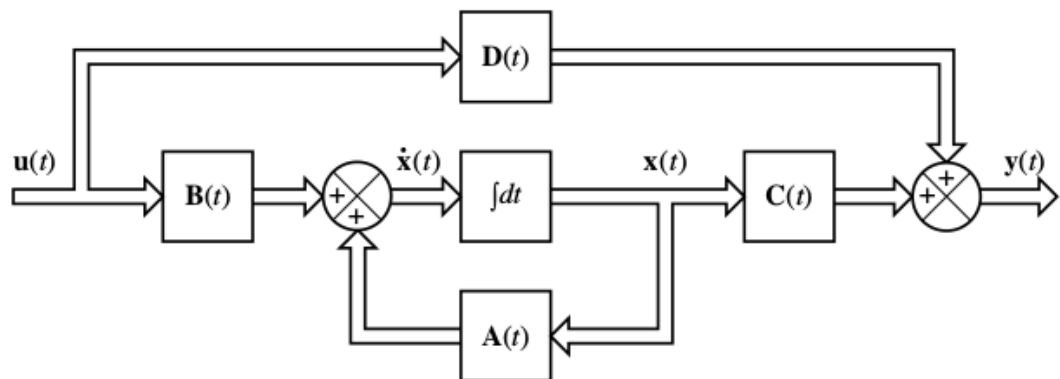 D(t)
u(t)
B(t)
+
+
ẋ(t)
∫dt
x(t)
C(t)
+
+
y(t)
A(t)